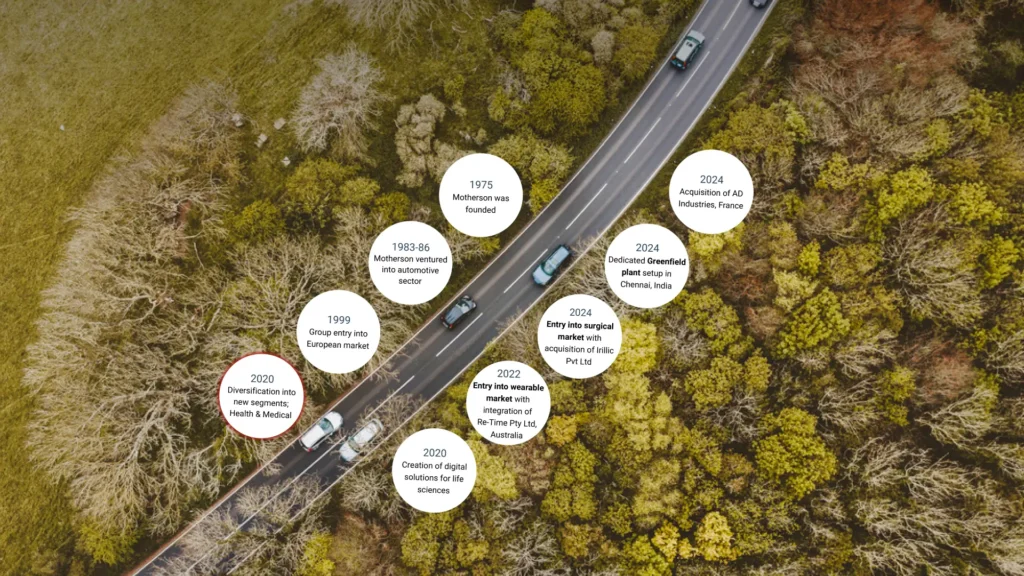 1975
Motherson was
founded
1983-86
Motherson ventured
into automotive
sector
1999
Group entry into
European market
2020
Diversification into
new segments;
Health & Medical
2020
Creation of digital
solutions for life
sciences
2022
Entry into wearable
market with
integration of
Re-Time Pty Ltd,
Australia
2024
Entry into surgical
market with
acquisition of Irillic
Pvt Ltd
2024
Dedicated Greenfield
plant setup in
Chennai, India
2024
Acquisition of AD
Industries, France